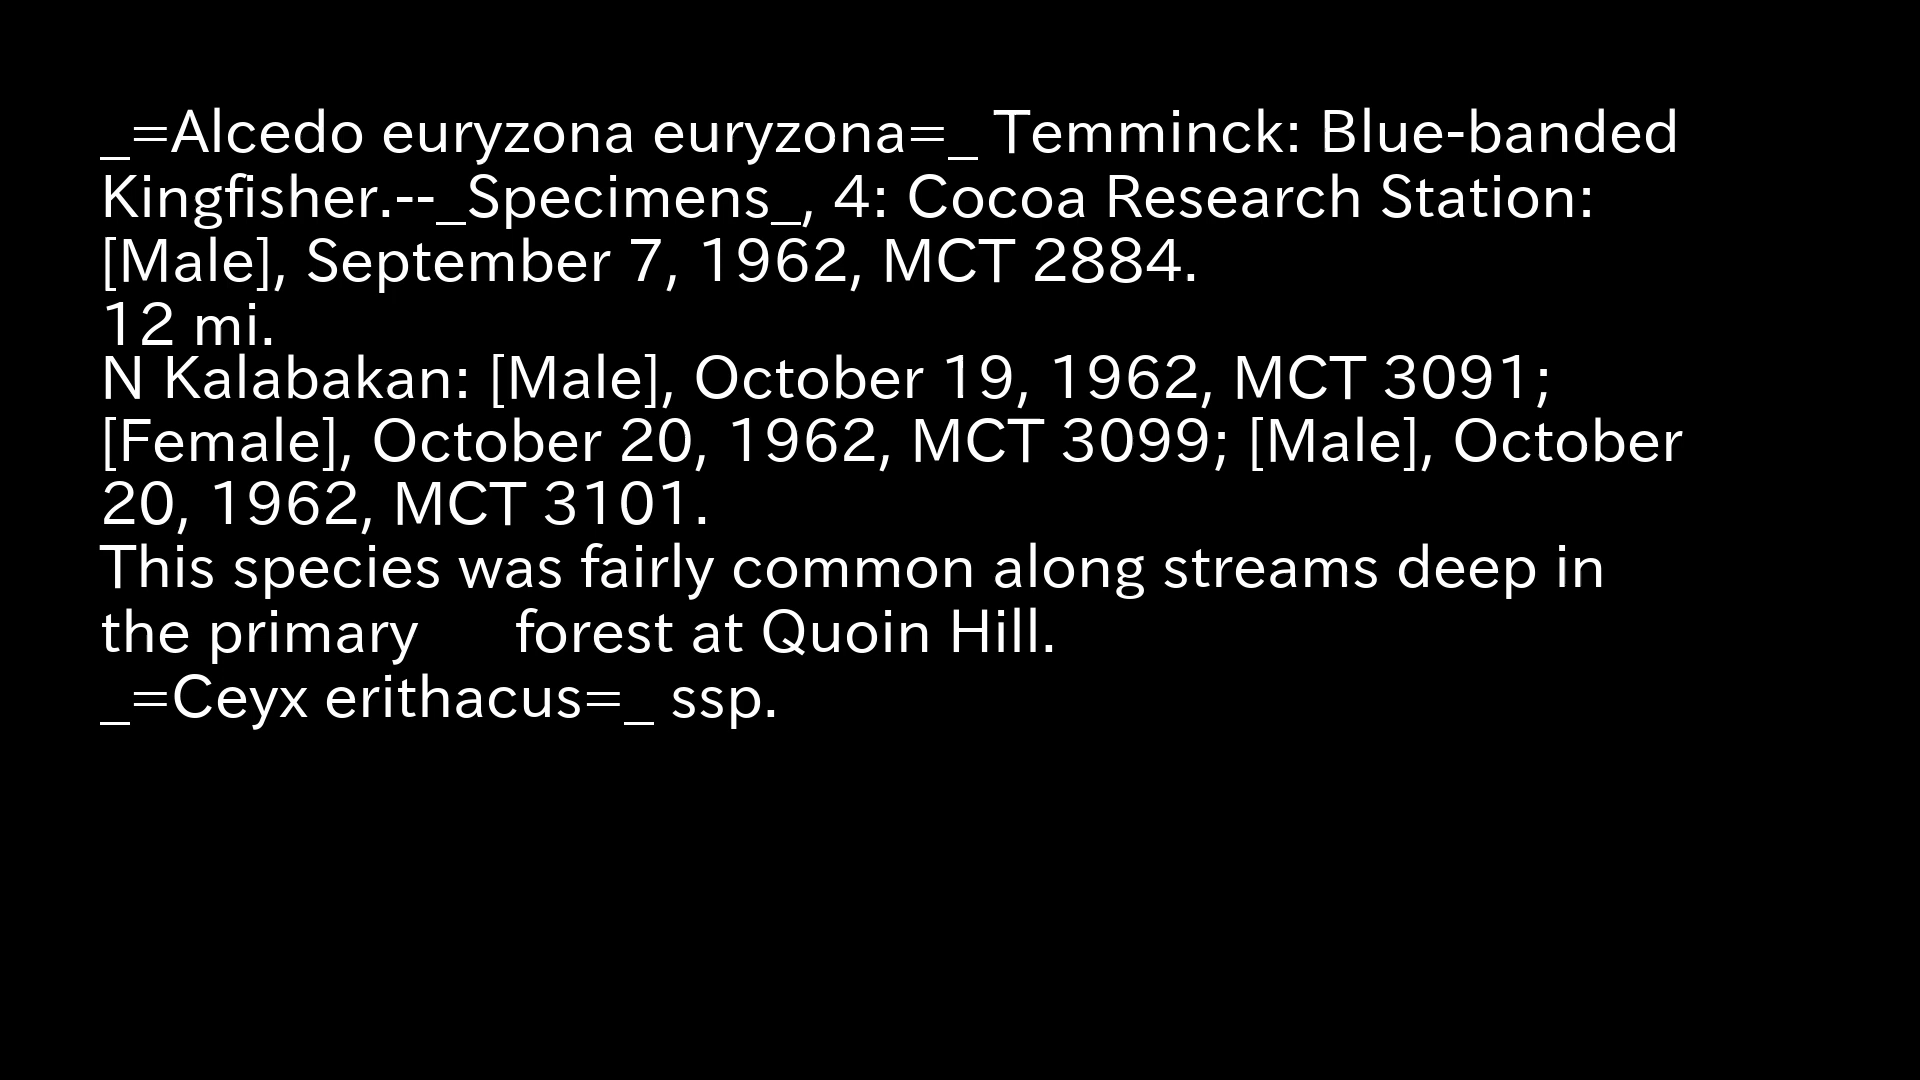 _=Alcedo euryzona euryzona=_ Temminck: Blue-banded
Kingfisher.--_Specimens_, 4: Cocoa Research Station:
[Male], September 7, 1962, MCT 2884.
12 mi.
N Kalabakan: [Male], October 19, 1962, MCT 3091;
[Female], October 20, 1962, MCT 3099; [Male], October
20, 1962, MCT 3101.
This species was fairly common along streams deep in
the primary      forest at Quoin Hill.
_=Ceyx erithacus=_ ssp.